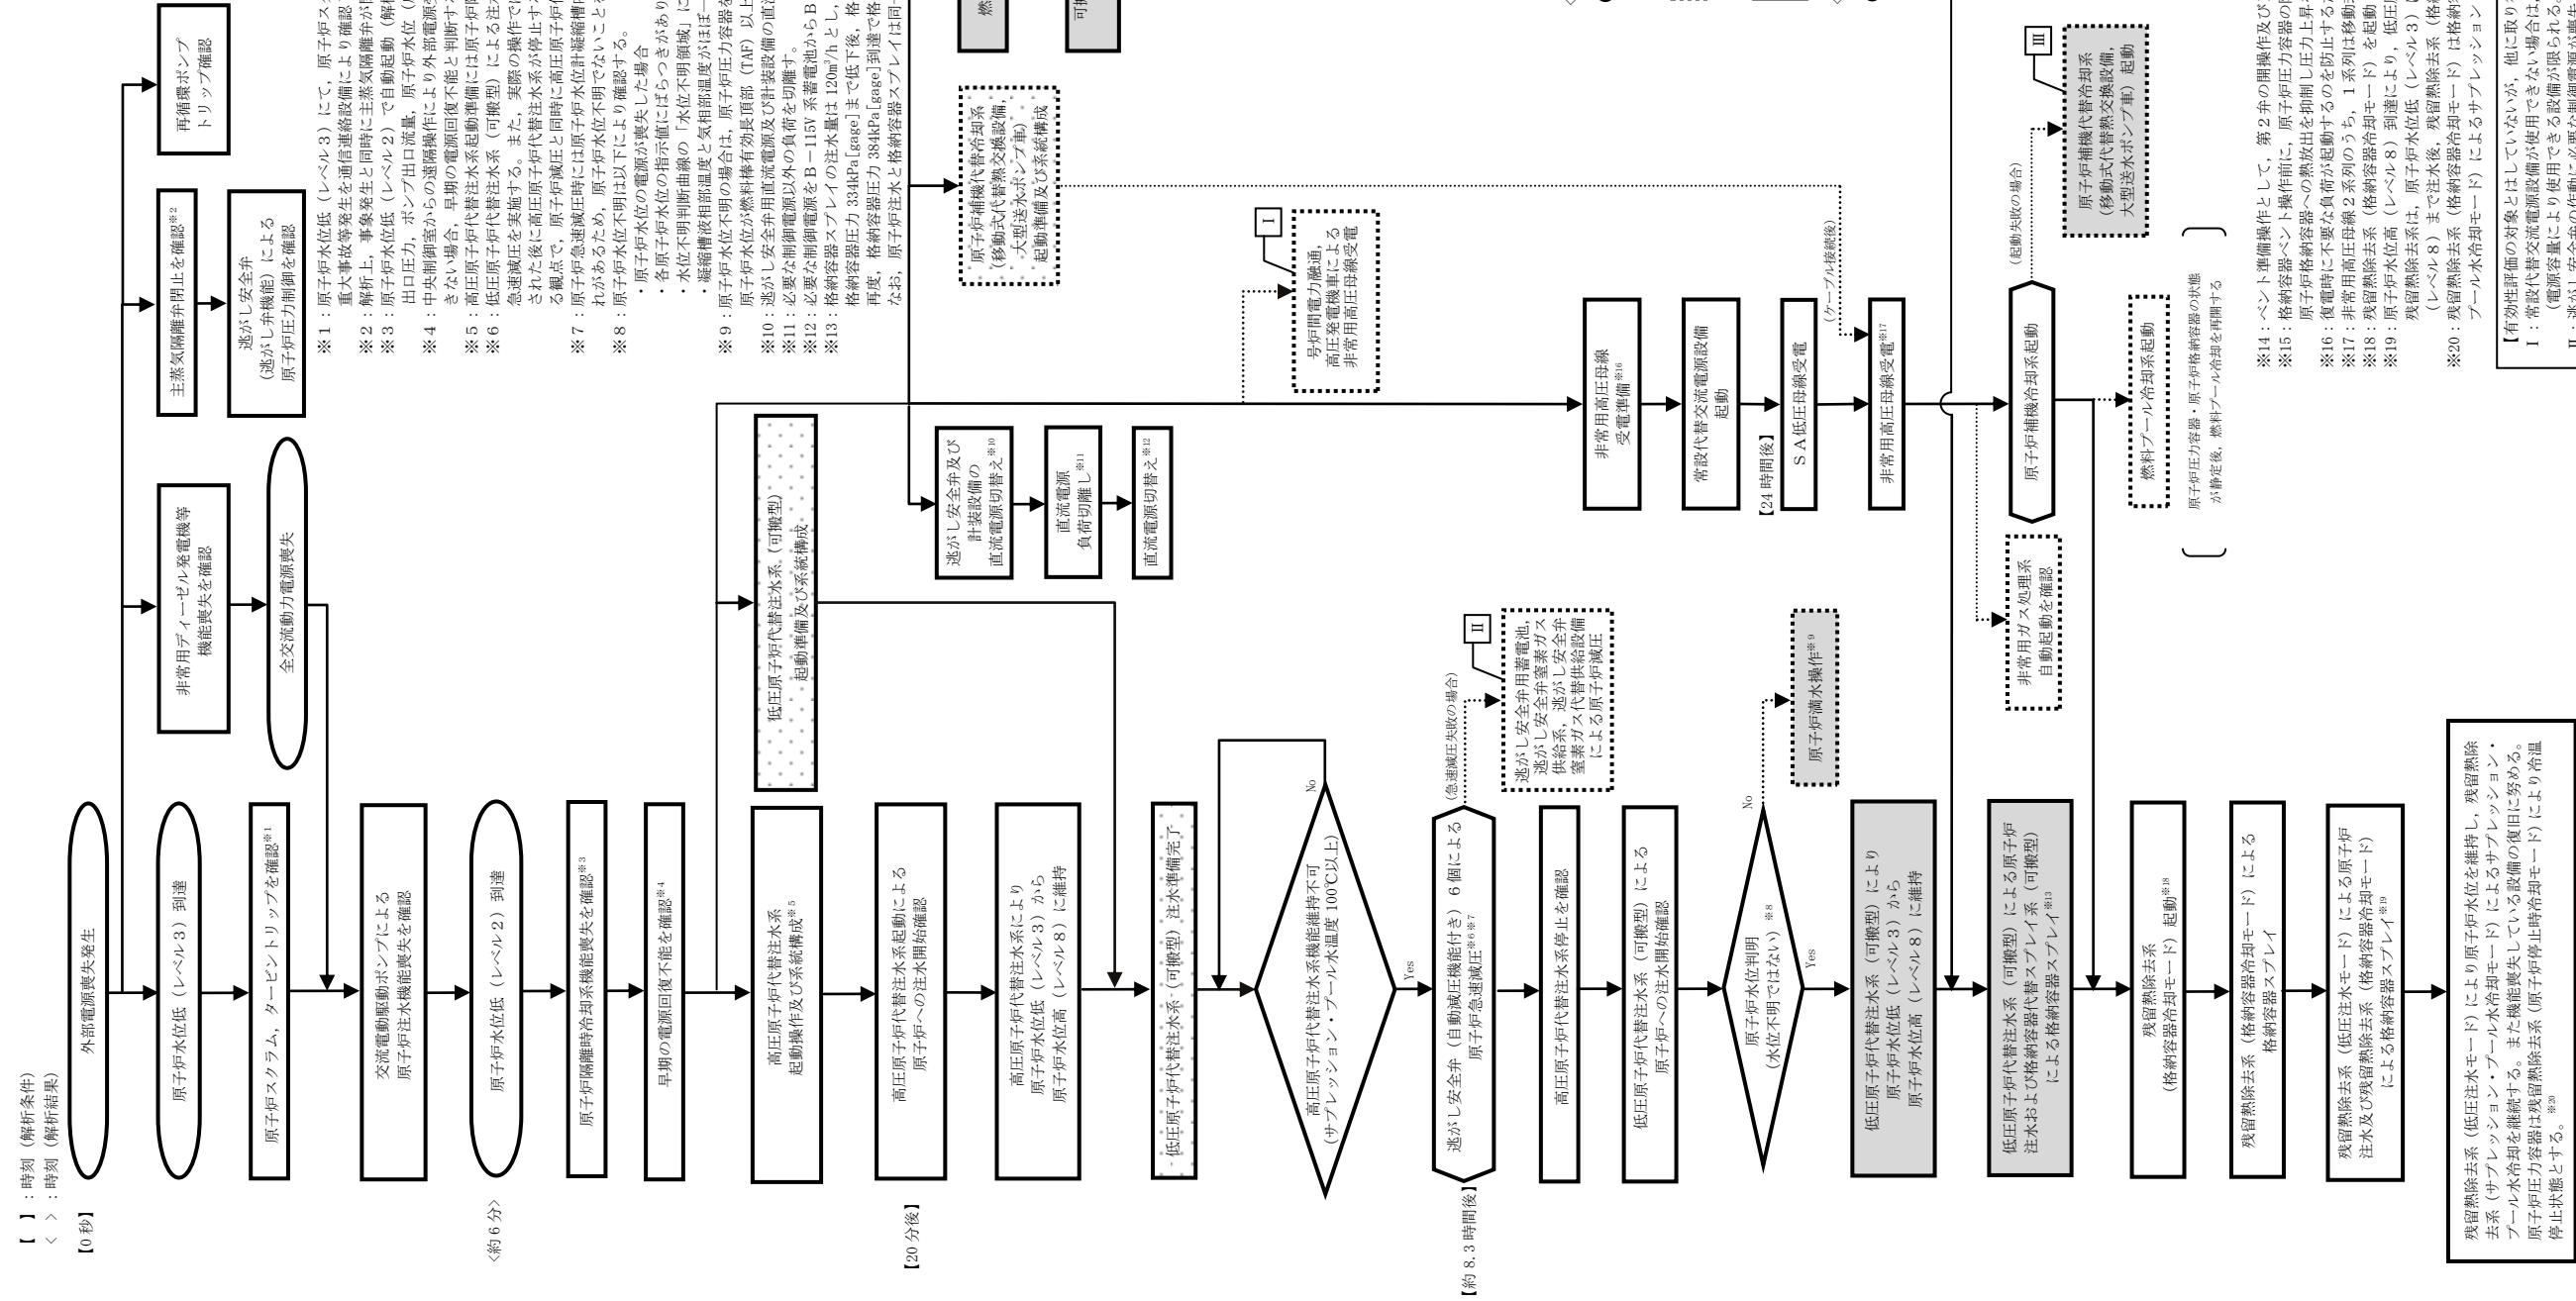 【 】：時刻（解析条件）
＜ ＞：時刻（解析結果）
【0 秒】
外部電源喪失発生
原子炉水位低（レベル３）到達
原子炉スクラム，タービントリップを確認※1
交流電動駆動ポンプによる
原子炉注水機能喪失を確認
＜約６分＞
原子炉水位低（レベル２）到達
原子炉隔離時冷却系機能喪失を確認※3
早期の電源回復不能を確認※4
高圧原子炉代替注水系
起動操作及び系統構成※5
【20 分後】
高圧原子炉代替注水系起動による
原子炉への注水開始確認
高圧原子炉代替注水系により
原子炉水位低（レベル３）から
原子炉水位高（レベル８）に維持
低圧原子炉代替注水系（可搬型）注水準備完了
高圧原子炉代替注水系機能維持不可
（サプレッション・プール水温度 100℃以上）
No
Yes
【約 8.3 時間後】
逃がし安全弁（自動減圧機能付き）６個による
原子炉急速減圧※6※7
（急速減圧失敗の場合）
高圧原子炉代替注水系停止を確認
低圧原子炉代替注水系（可搬型）による
原子炉への注水開始確認
原子炉水位判明
（水位不明ではない）※8
No
Yes
低圧原子炉代替注水系（可搬型）により
原子炉水位低（レベル３）から
原子炉水位高（レベル８）に維持
低圧原子炉代替注水系（可搬型）による原子炉
注水および格納容器代替スプレイ系（可搬型）
による格納容器スプレイ※13
残留熱除去系
（格納容器冷却モード）起動※18
残留熱除去系（格納容器冷却モード）による
格納容器スプレイ
残留熱除去系（低圧注水モード）による原子炉
注水及び残留熱除去系（格納容器冷却モード）
による格納容器スプレイ※19
残留熱除去系（低圧注水モード）により原子炉水位を維持し，残留熱除
去系（サプレッション・プール水冷却モード）によるサプレッション・
プール水冷却を継続する。また機能喪失している設備の復旧に努める。
原子炉圧力容器は残留熱除去系（原子炉停止時冷却モード）により冷温
停止状態とする。※20
非常用ディーゼル発電機等
機能喪失を確認
全交流動力電源喪失
主蒸気隔離弁閉止を確認※2
逃がし安全弁
（逃がし弁機能）による
原子炉圧力制御を確認
再循環ポンプ
トリップ確認
低圧原子炉代替注水系（可搬型）
起動準備及び系統構成
逃がし安全弁及び
計装設備の
直流電源切替え※10
直流電源
負荷切離し※11
直流電源切替え※12
Ⅱ
逃がし安全弁用蓄電池，
逃がし安全弁窒素ガス
供給系，逃がし安全弁
窒素ガス代替供給設備
による原子炉減圧
原子炉満水操作※9
原子炉補機代替冷却系
（移動式代替熱交換設備，
大型送水ポンプ車）
起動準備及び系統構成
Ⅰ
号炉間電力融通，
高圧発電機車による
非常用高圧母線受電
非常用高圧母線
受電準備※16
常設代替交流電源設備
起動
【24 時間後】
ＳＡ低圧母線受電
（ケーブル接続後）
非常用高圧母線受電※17
原子炉補機冷却系起動
（起動失敗の場合）
Ⅲ
原子炉補機代替冷却系
（移動式代替熱交換設備，
大型送水ポンプ車）起動
非常用ガス処理系
自動起動を確認
燃料プール冷却系起動
原子炉圧力容器・原子炉格納容器の状態
が静定後，燃料プール冷却を再開する
燃
可搬
※１：原子炉水位低（レベル３）にて，原子炉ス
重大事故等発生を通信連絡設備により確認
※２：解析上，事象発生と同時に主蒸気隔離弁が
※３：原子炉水位低（レベル２）で自動起動（解
出口圧力，ポンプ出口流量，原子炉水位（
※４：中央制御室からの遠隔操作により外部電源
きない場合，早期の電源回復不能と判断する
※５：高圧原子炉代替注水系起動準備には原子炉
※６：低圧原子炉代替注水系（可搬型）による注
急速減圧を実施する。また，実際の操作では
された後に高圧原子炉代替注水系が停止する
る観点で，原子炉減圧と同時に高圧原子炉代
※７：原子炉急速減圧時には原子炉水位計凝縮槽
れがあるため，原子炉水位不明でないことを
※８：原子炉水位不明は以下により確認する。
・原子炉水位の電源が喪失した場合
・各原子炉水位の指示値にばらつきがあり
・水位不明判断曲線の「水位不明領域」に
・凝縮槽液相部温度と気相部温度がほぼ
※９：原子炉水位不明の場合は，原子炉圧力容器を
原子炉水位が燃料棒有効長頂部（TAF）以上
※10：逃がし安全弁用直流電源及び計装設備の直流
※11：必要な制御電源以外の負荷を切離す。
※12：必要な制御電源をＢ－115V 系蓄電池からＢ
※13：格納容器スプレイの注水量は 120m³/h とし，
格納容器圧力 334kPa[gage]まで低下後，格
再度，格納容器圧力 384kPa[gage]到達で格
なお，原子炉注水と格納容器スプレイは同
※14：ベント準備操作として，第２弁の開操作及び
※15：格納容器ベント操作前に，原子炉圧力容器の
原子炉格納容器への熱放出を抑制し圧力上昇
※16：復電時に不要な負荷が起動するのを防止する
※17：非常用高圧母線２系列のうち，１系列は移動
※18：残留熱除去系（格納容器冷却モード）を起動
※19：原子炉水位高（レベル８）到達により，低圧
残留熱除去系は，原子炉水位低（レベル３）
（レベル８）まで注水後，残留熱除去系（格
※20：残留熱除去系（格納容器冷却モード）は格納
プール水冷却モード）によるサプレッション
【有効性評価の対象とはしていないが，他に取り
Ⅰ：常設代替交流電源設備が使用できない場合は，
（電源容量により使用できる設備が限られる。
Ⅱ：逃がし安全弁の作動に必要な制御電源が喪失